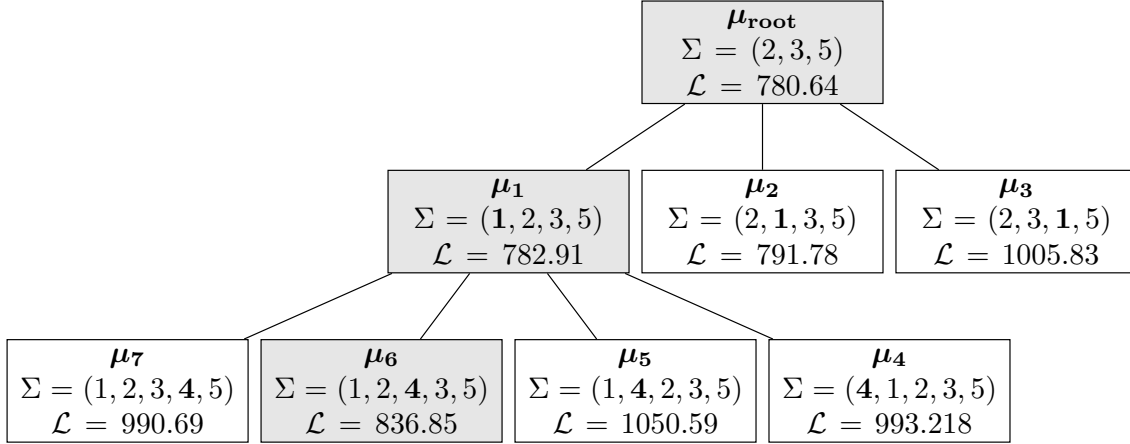 μroot
Σ = (2, 3, 5)
ℒ = 780.64
μ1
Σ = (1, 2, 3, 5)
ℒ = 782.91
μ2
Σ = (2, 1, 3, 5)
ℒ = 791.78
μ3
Σ = (2, 3, 1, 5)
ℒ = 1005.83
μ7
Σ = (1, 2, 3, 4, 5)
ℒ = 990.69
μ6
Σ = (1, 2, 4, 3, 5)
ℒ = 836.85
μ5
Σ = (1, 4, 2, 3, 5)
ℒ = 1050.59
μ4
Σ = (4, 1, 2, 3, 5)
ℒ = 993.218